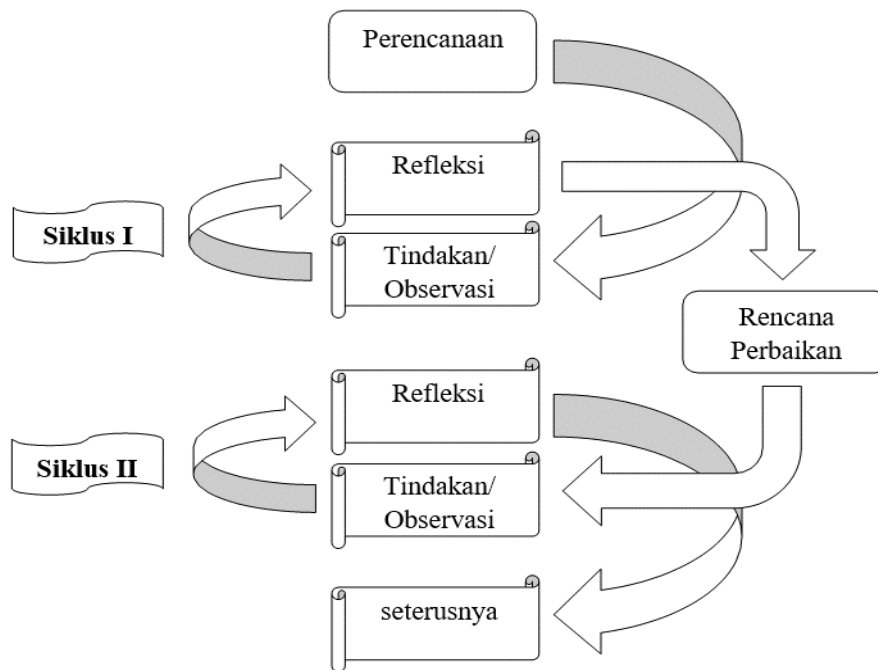 Perencanaan
Refleksi
Siklus I
Tindakan/
Observasi
Rencana
Perbaikan
Refleksi
Siklus II
Tindakan/
Observasi
seterusnya